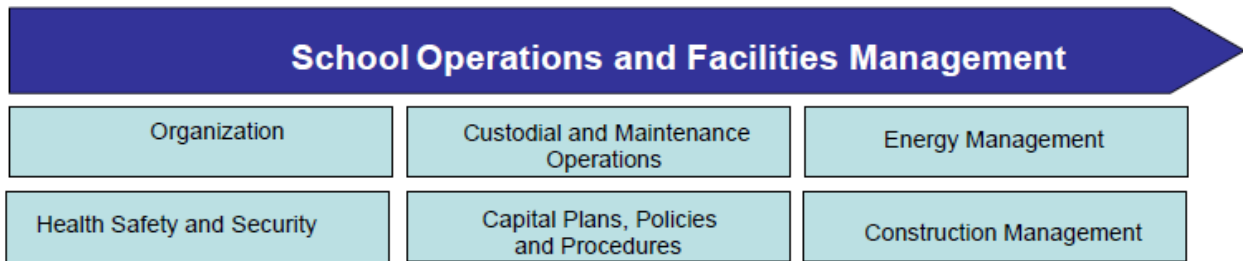 School Operations and Facilities Management
Organization
Custodial and Maintenance
Operations
Energy Management
Health Safety and Security
Capital Plans, Policies
and Procedures
Construction Management